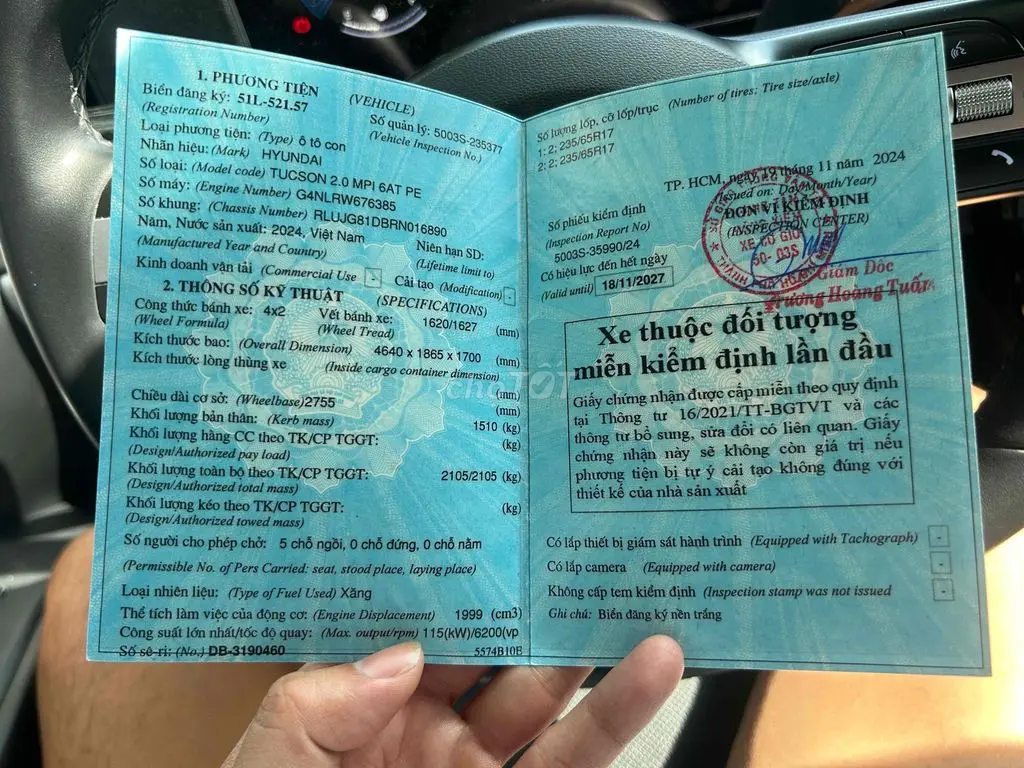 1. PHƯƠNG TIỆN (VEHICLE)
Biển đăng ký: 51L-521.57 Số quản lý: 5003S-235377
(Registration Number) (Vehicle Inspection No.)
Loại phương tiện: (Type) ô tô con
Nhãn hiệu: (Mark) HYUNDAI
Số loại: (Model code) TUCSON 2.0 MPI 6AT PE
Số máy: (Engine Number) G4NLRW676385
Số khung: (Chassis Number) RLUJG81DBRN016890
Năm, Nước sản xuất: 2024, Việt Nam Niên hạn SD:
(Manufactured Year and Country) (Lifetime limit to)
Kinh doanh vận tải (Commercial Use - Cải tạo (Modification) -
2. THÔNG SỐ KỸ THUẬT (SPECIFICATIONS)
Công thức bánh xe: 4x2 Vết bánh xe: 1620/1627 (mm)
(Wheel Formula) (Wheel Tread)
Kích thước bao: (Overall Dimension) 4640 x 1865 x 1700 (mm)
Kích thước lòng thùng xe (Inside cargo container dimension)
(mm)
Chiều dài cơ sở: (Wheelbase)2755 (mm)
Khối lượng bản thân: (Kerb mass) 1510 (kg)
Khối lượng hàng CC theo TK/CP TGGT: (kg)
(Design/Authorized pay load)
Khối lượng toàn bộ theo TK/CP TGGT: 2105/2105 (kg)
(Design/Authorized total mass)
Khối lượng kéo theo TK/CP TGGT: (kg)
(Design/Authorized towed mass)
Số người cho phép chở: 5 chỗ ngồi, 0 chỗ đứng, 0 chỗ nằm
(Permissible No. of Pers Carried: seat, stood place, laying place)
Loại nhiên liệu: (Type of Fuel Used) Xăng
Thể tích làm việc của động cơ: (Engine Displacement) 1999 (cm3)
Công suất lớn nhất/tốc độ quay: (Max. output/rpm) 115(kW)/6200(vp
Số sê-ri: (No.) DB-3190460 5574B10E
Số lượng lốp, cỡ lốp/trục (Number of tires; Tire size/axle)
1: 2; 235/65R17
2: 2; 235/65R17
TP. HCM, ngày 19 tháng 11 năm 2024
(Issued on: Day/Month/Year)
Số phiếu kiểm định ĐƠN VỊ KIỂM ĐỊNH
(Inspection Report No) (INSPECTION CENTER)
5003S-35990/24
XE CƠ GIỚI
50- 03S
Có hiệu lực đến hết ngày
(Valid until) 18/11/2027
Giám Đốc
Trương Hoàng Tuấn
Xe thuộc đối tượng
miễn kiểm định lần đầu
Giấy chứng nhận được cấp miễn theo quy định
tại Thông tư 16/2021/TT-BGTVT và các
thông tư bổ sung, sửa đổi có liên quan. Giấy
chứng nhận này sẽ không còn giá trị nếu
phương tiện bị tự ý cải tạo không đúng với
thiết kế của nhà sản xuất
Có lắp thiết bị giám sát hành trình (Equipped with Tachograph) -
Có lắp camera (Equipped with camera) -
Không cấp tem kiểm định (Inspection stamp was not issued -
Ghi chú: Biển đăng ký nền trắng
CHỢ TỐT